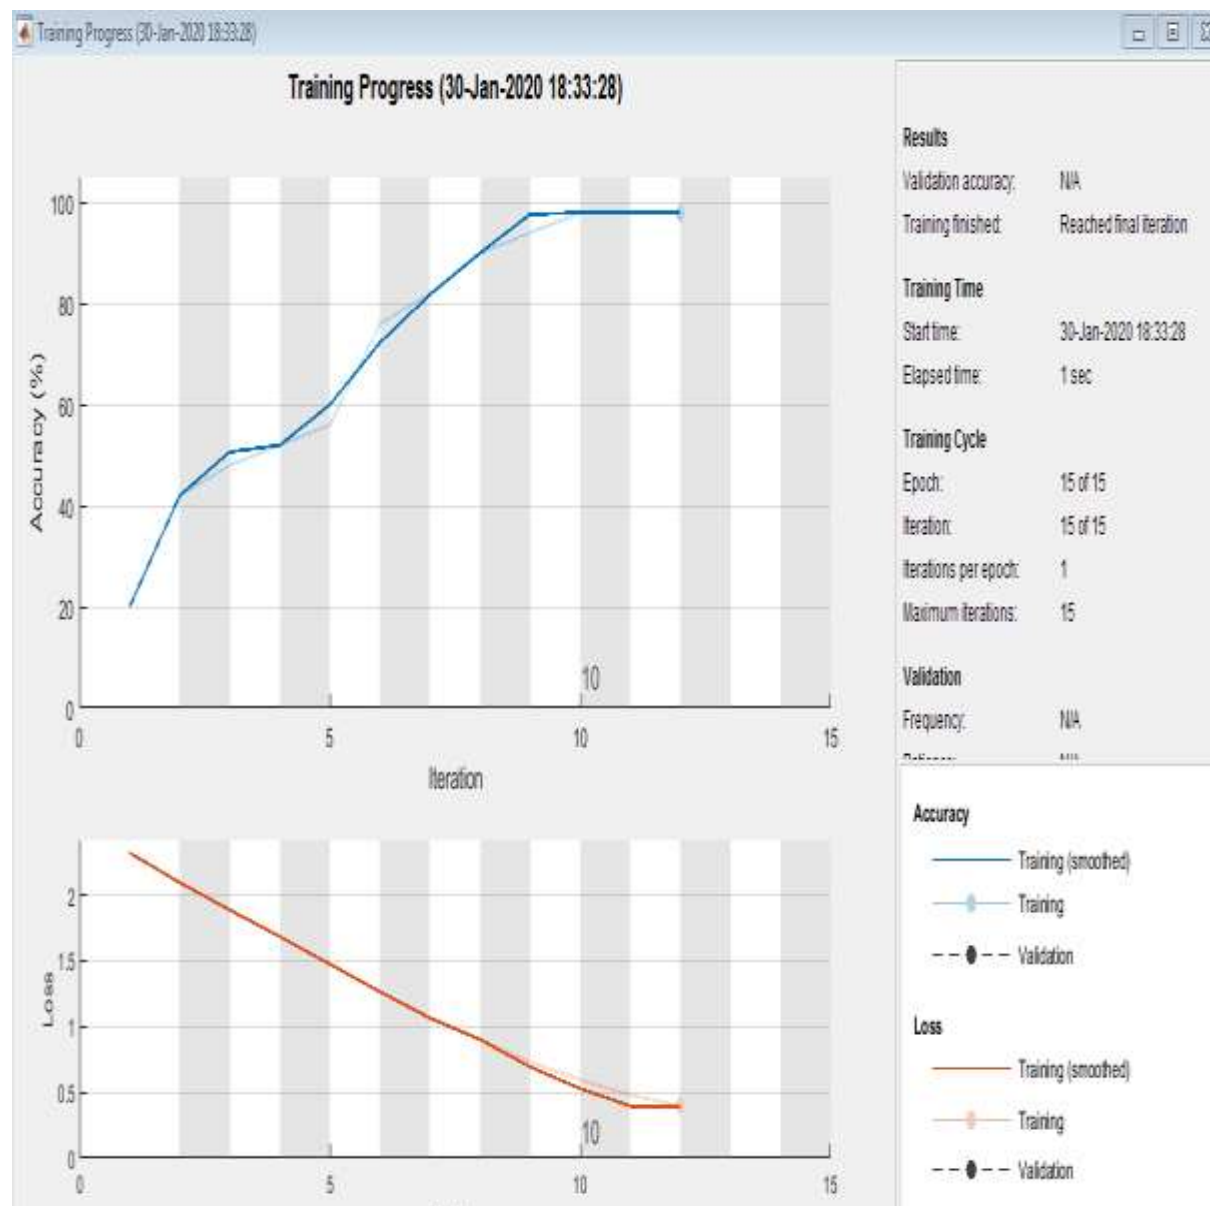 Training Progress (30-Jan-2020 18:33:28)
Training Progress (30-Jan-2020 18:33:28)
100
80
60
40
20
0
Accuracy (%)
10
0 5 10 15
Iteration
2
1.5
1
0.5
0
Loss
10
0 5 10 15
Results
Validation accuracy: N/A
Training finished: Reached final iteration
Training Time
Start time: 30-Jan-2020 18:33:28
Elapsed time: 1 sec
Training Cycle
Epoch: 15 of 15
Iteration: 15 of 15
Iterations per epoch: 1
Maximum iterations: 15
Validation
Frequency: N/A
Accuracy
Training (smoothed)
Training
Validation
Loss
Training (smoothed)
Training
Validation